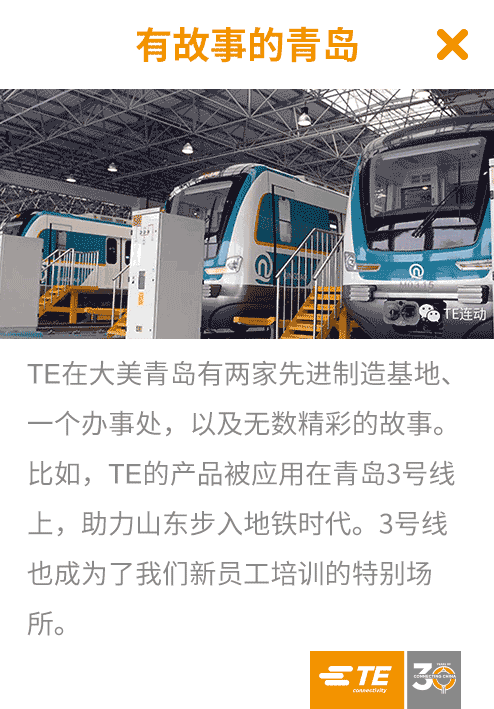 有故事的青岛
TE连动
TE在大美青岛有两家先进制造基地、
一个办事处，以及无数精彩的故事。
比如，TE的产品被应用在青岛3号线
上，助力山东步入地铁时代。3号线
也成为了我们新员工培训的特别场
所。
TE
connectivity
30
YEARS OF
CONNECTING CHINA